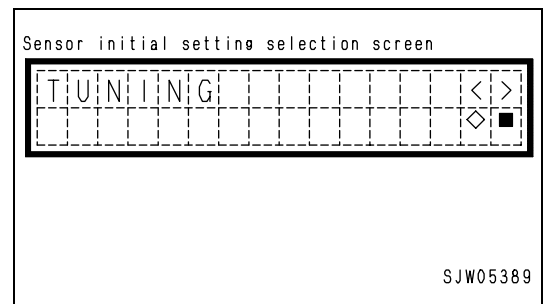 Sensor initial setting selection screen
TUNING < >
◇ ■
SJW05389